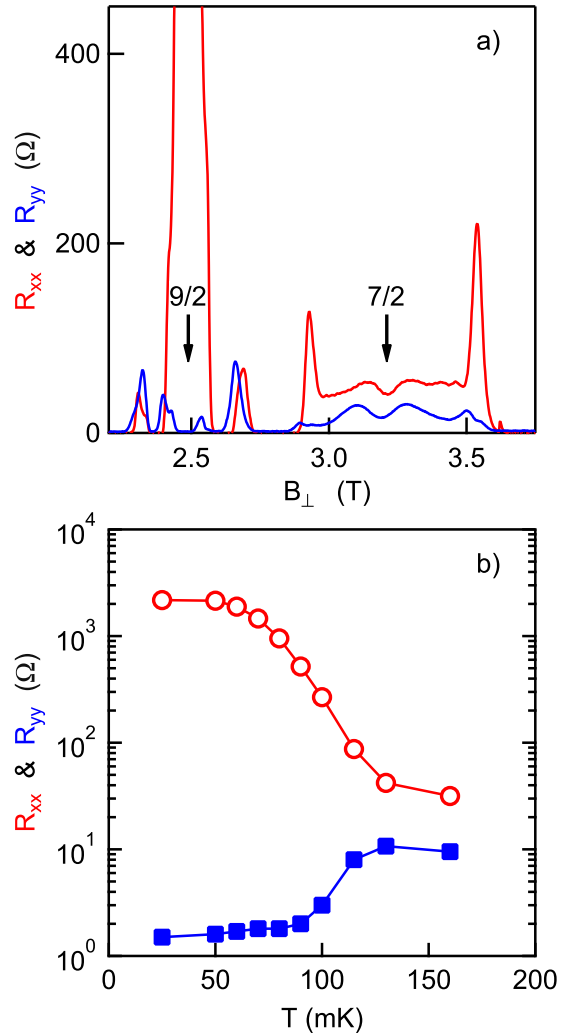 a)
400
200
0
R_xx & R_yy (Ω)
9/2
7/2
2.5 3.0 3.5
B_⊥ (T)
b)
10^4
10^3
10^2
10^1
10^0
R_xx & R_yy (Ω)
0 50 100 150 200
T (mK)